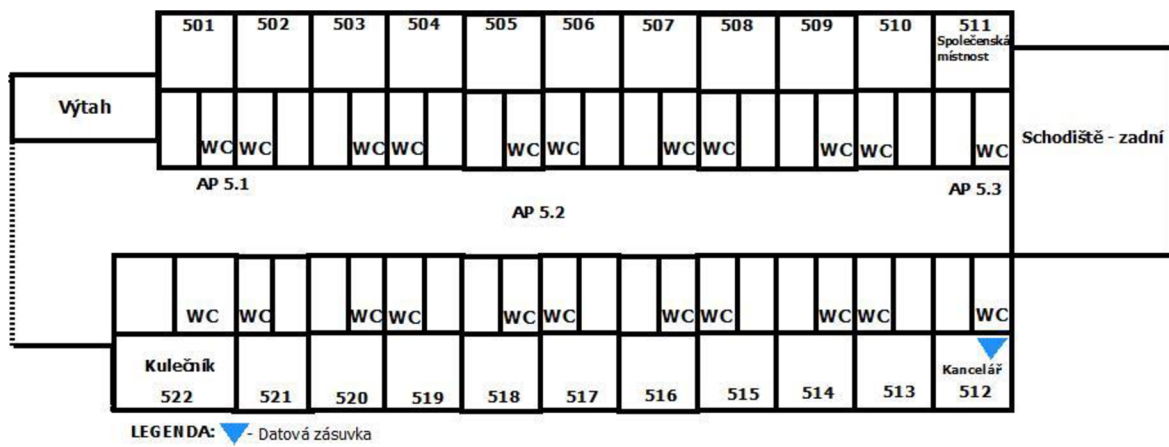 501 502 503 504 505 506 507 508 509 510 511
Společenská
místnost
Výtah
Schodiště - zadní
WC WC WC WC WC WC WC WC WC WC WC
AP 5.1
AP 5.3
AP 5.2
WC WC WC WC WC WC WC WC WC WC WC
Kulečník
Kancelář
522 521 520 519 518 517 516 515 514 513 512
LEGENDA: - Datová zásuvka